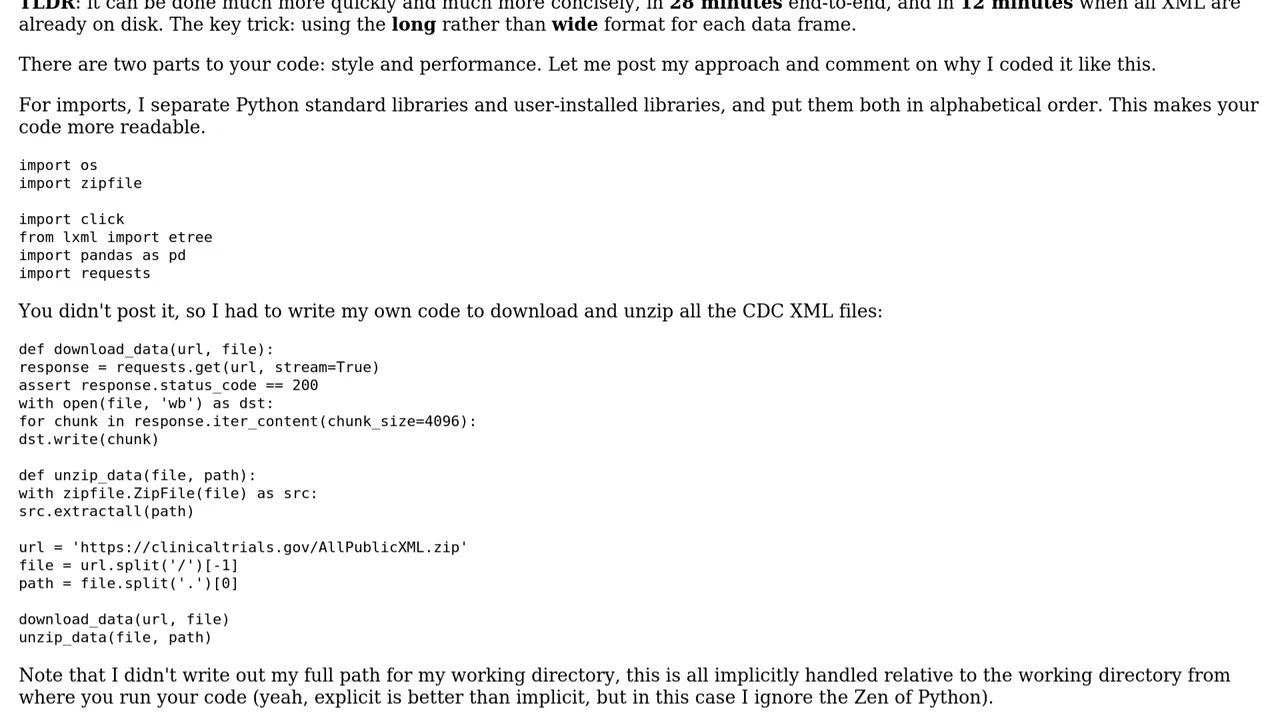 TLDR: it can be done much more quickly and much more concisely, in 28 minutes end-to-end, and in 12 minutes when all XML are
already on disk. The key trick: using the long rather than wide format for each data frame.
There are two parts to your code: style and performance. Let me post my approach and comment on why I coded it like this.
For imports, I separate Python standard libraries and user-installed libraries, and put them both in alphabetical order. This makes your
code more readable.
import os
import zipfile
import click
from lxml import etree
import pandas as pd
import requests
You didn't post it, so I had to write my own code to download and unzip all the CDC XML files:
def download_data(url, file):
response = requests.get(url, stream=True)
assert response.status_code == 200
with open(file, 'wb') as dst:
for chunk in response.iter_content(chunk_size=4096):
dst.write(chunk)
def unzip_data(file, path):
with zipfile.ZipFile(file) as src:
src.extractall(path)
url = 'https://clinicaltrials.gov/AllPublicXML.zip'
file = url.split('/')[-1]
path = file.split('.')[0]
download_data(url, file)
unzip_data(file, path)
Note that I didn't write out my full path for my working directory, this is all implicitly handled relative to the working directory from
where you run your code (yeah, explicit is better than implicit, but in this case I ignore the Zen of Python).